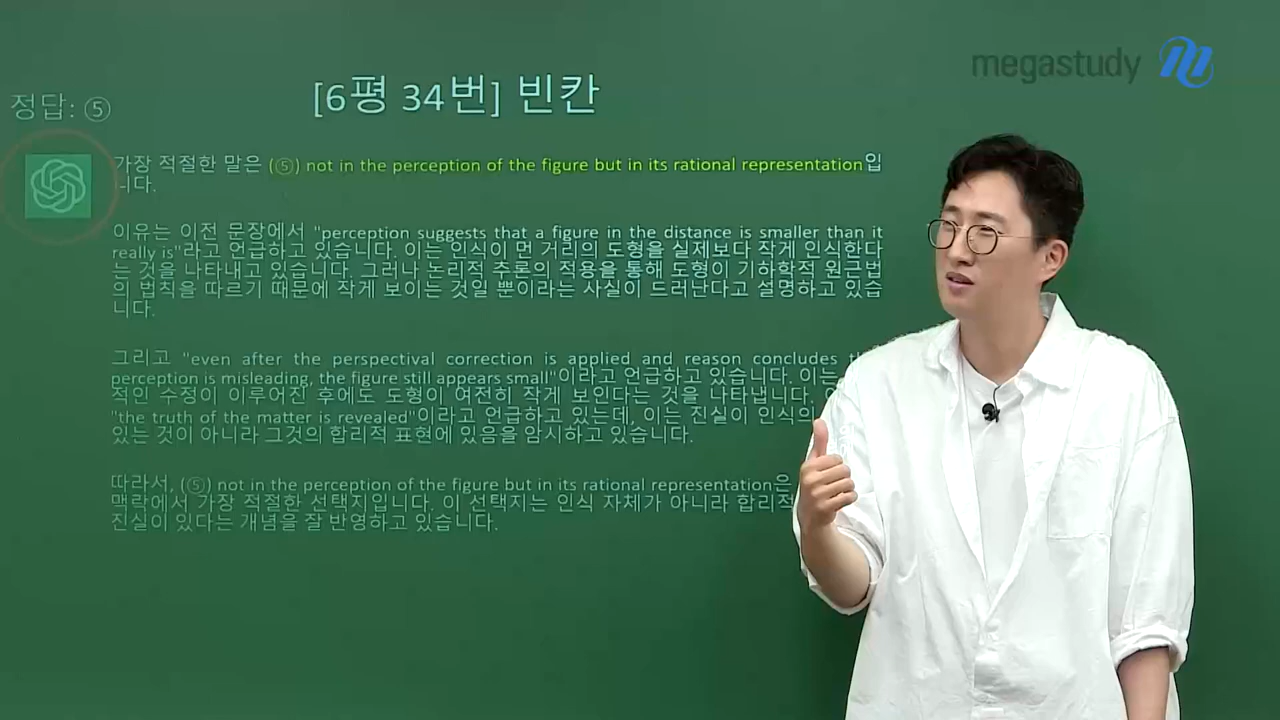 megastudy
[6평 34번] 빈칸
정답: ⑤
가장 적절한 말은 (⑤) not in the perception of the figure but in its rational representation입
니다.
이유는 이전 문장에서 "perception suggests that a figure in the distance is smaller than it
really is"라고 언급하고 있습니다. 이는 인식이 먼 거리의 도형을 실제보다 작게 인식한다
는 것을 나타내고 있습니다. 그러나 논리적 추론의 적용을 통해 도형이 기하학적 원근법
의 법칙을 따르기 때문에 작게 보이는 것일 뿐이라는 사실이 드러난다고 설명하고 있습
니다.
그리고 "even after the perspectival correction is applied and reason concludes
perception is misleading, the figure still appears small"이라고 언급하고 있습니다. 이는
적인 수정이 이루어진 후에도 도형이 여전히 작게 보인다는 것을 나타냅니다.
"the truth of the matter is revealed"이라고 언급하고 있는데, 이는 진실이 인식의
있는 것이 아니라 그것의 합리적 표현에 있음을 암시하고 있습니다.
따라서, (⑤) not in the perception of the figure but in its rational representation은
맥락에서 가장 적절한 선택지입니다. 이 선택지는 인식 자체가 아니라 합리적
진실이 있다는 개념을 잘 반영하고 있습니다.